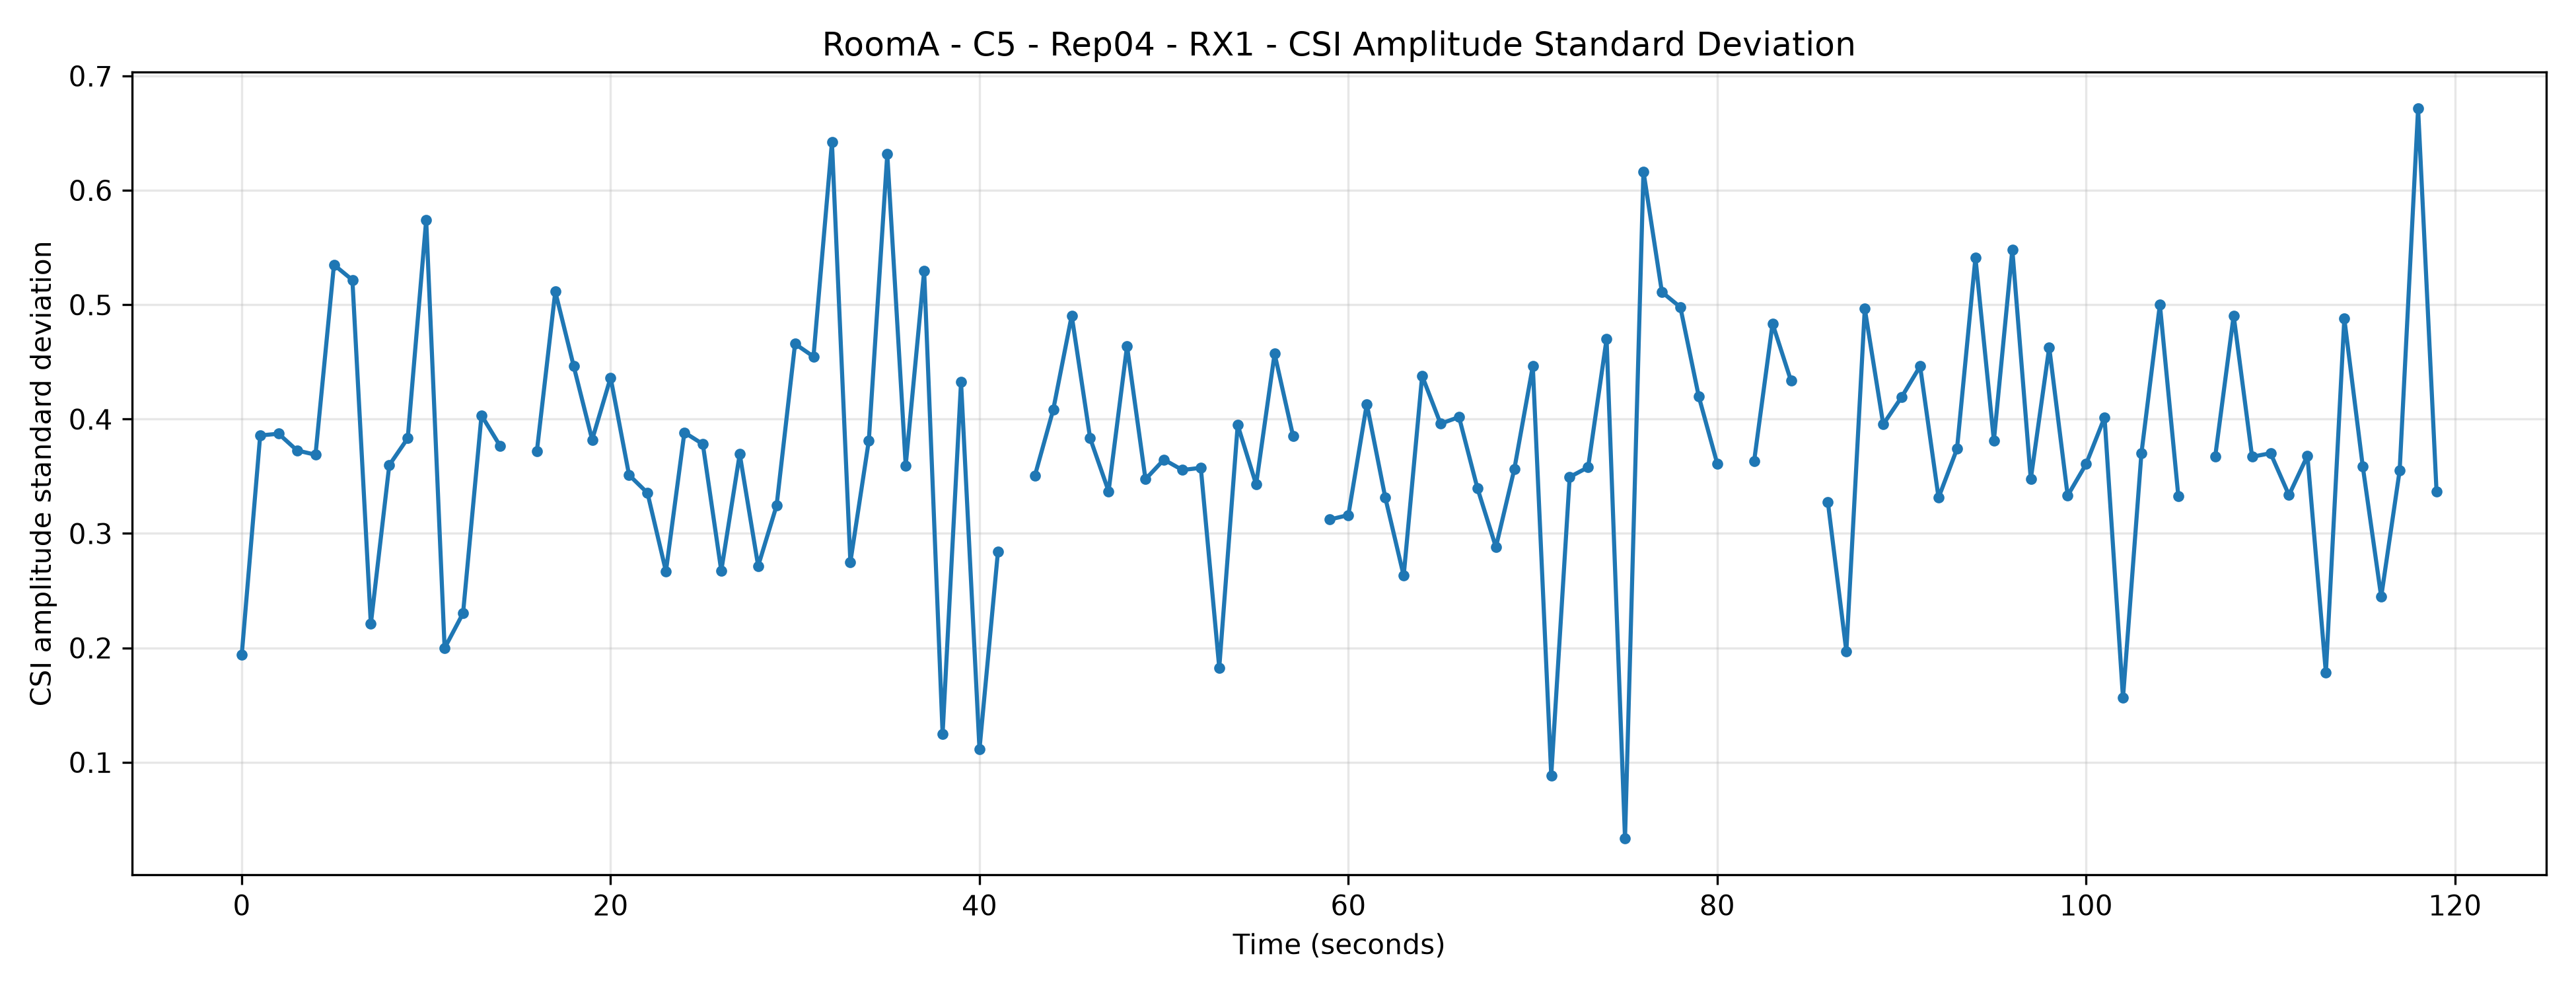 RoomA - C5 - Rep04 - RX1 - CSI Amplitude Standard Deviation
CSI amplitude standard deviation
0.7
0.6
0.5
0.4
0.3
0.2
0.1
0 20 40 60 80 100 120
Time (seconds)